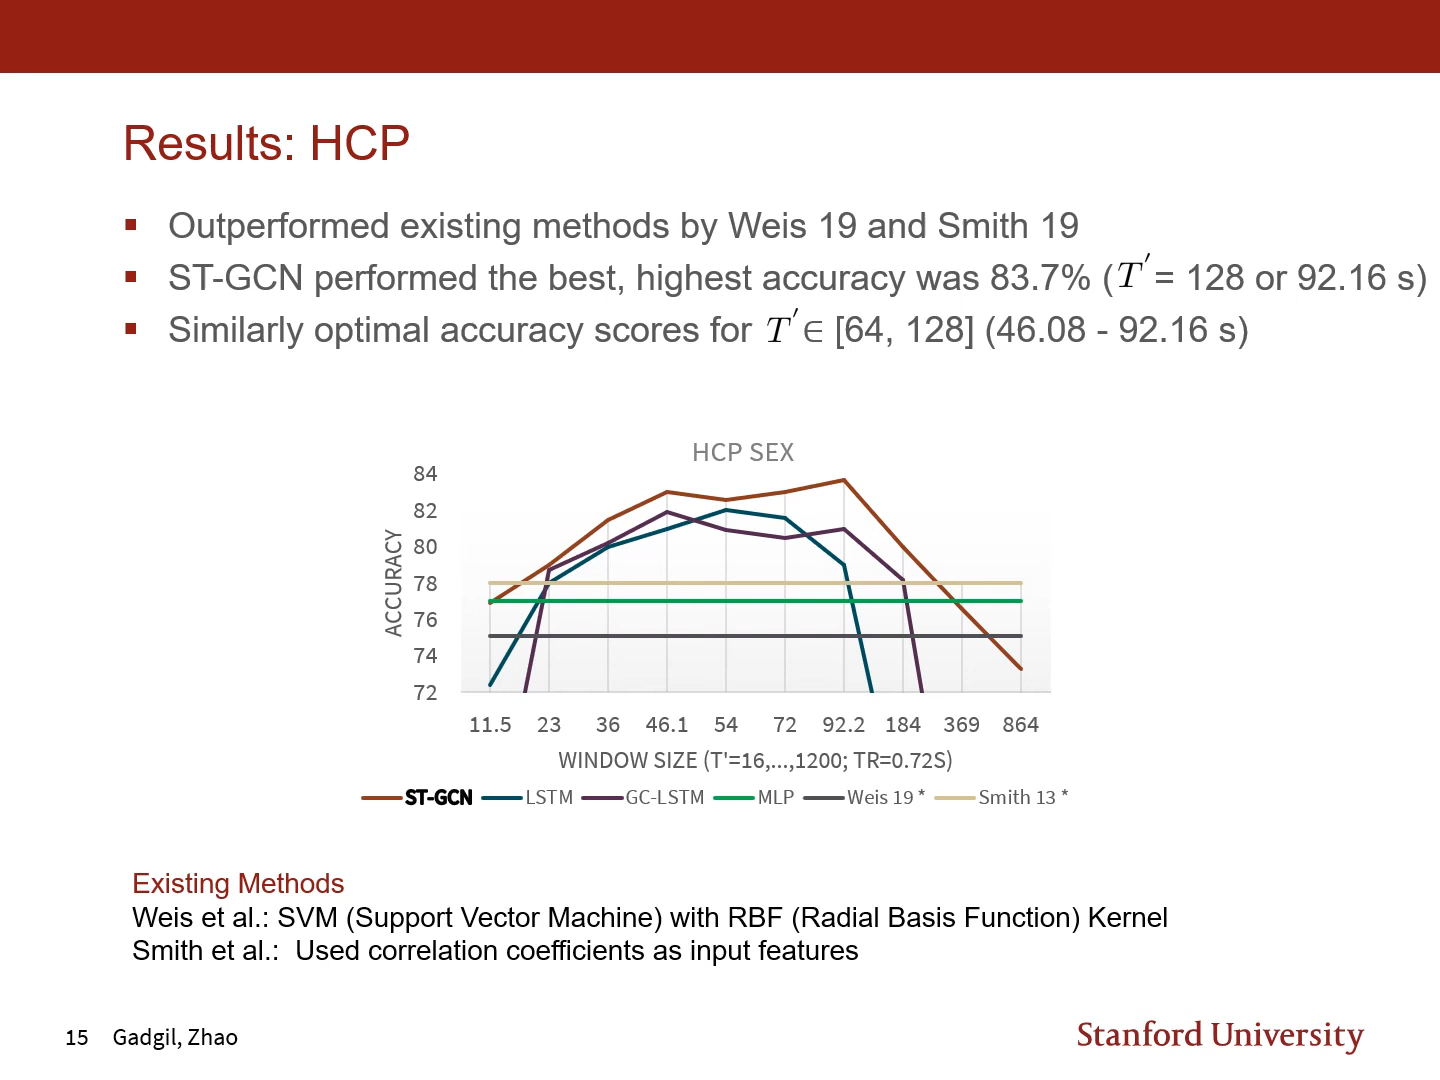 Results: HCP
▪ Outperformed existing methods by Weis 19 and Smith 19
▪ ST-GCN performed the best, highest accuracy was 83.7% (T′ = 128 or 92.16 s)
▪ Similarly optimal accuracy scores for T′ ∈ [64, 128] (46.08 - 92.16 s)
HCP SEX
ACCURACY
84
82
80
78
76
74
72
11.5 23 36 46.1 54 72 92.2 184 369 864
WINDOW SIZE (T'=16,...,1200; TR=0.72S)
ST-GCN LSTM GC-LSTM MLP Weis 19 * Smith 13 *
Existing Methods
Weis et al.: SVM (Support Vector Machine) with RBF (Radial Basis Function) Kernel
Smith et al.: Used correlation coefficients as input features
15 Gadgil, Zhao
Stanford University